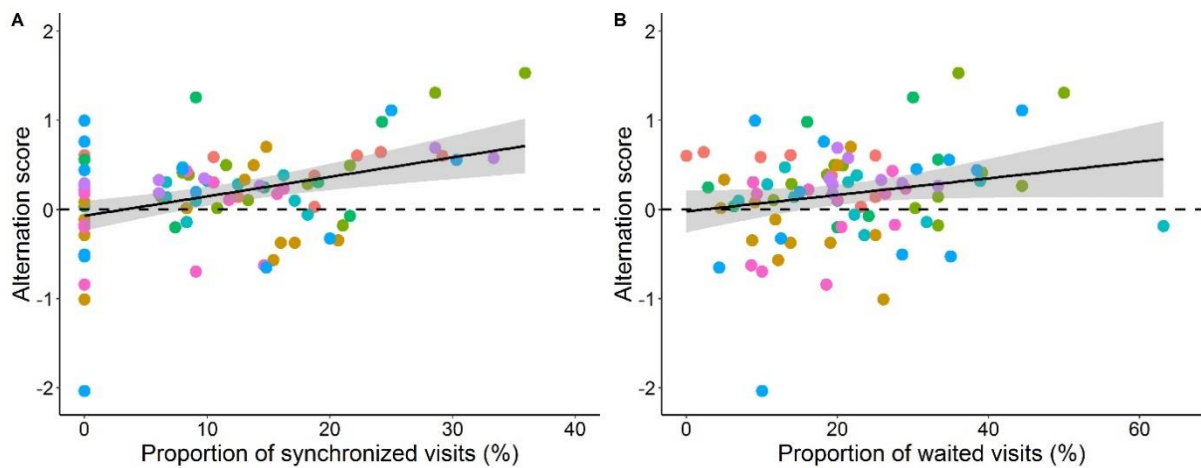 A
2
1
0
-1
-2
Alternation score
0 10 20 30 40
Proportion of synchronized visits (%)
B
2
1
0
-1
-2
Alternation score
0 20 40 60
Proportion of waited visits (%)